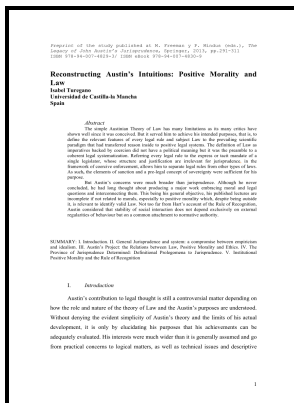 Preprint of the study published at M. Freeman y P. Mindus (eds.), The
Legacy of John Austin's Jurisprudence, Springer, 2013, pp.291-311
ISBN 978-94-007-4829-3/ ISBN eBook 978-94-007-4830-9
Reconstructing Austin's Intuitions: Positive Morality and
Law
Isabel Turegano
Universidad de Castilla-la Mancha
Spain
Abstract
The simple Austinian Theory of Law has many limitations as its many critics have
shown well since it was conceived. But it served him to achieve his intended purposes, that is, to
define the relevant features of every legal rule and subject and describe the systematic
paradigm that had transferred reason inside to positive legal systems. The definition of Law as
imperatives backed by coercion did not have a political meaning but it was the preamble to a
coherent legal systematization. Referring every legal rule to the express or tacit mandate of a
single legislator, whose structure and justification are irrelevant for jurisprudence, in the
framework of coercive enforcement, allows him to separate legal rules from other types of laws.
As such, the elements of sanction and a pre-legal concept of sovereignty were sufficient for his
purpose.
But Austin's concerns were much broader than jurisprudence. Although he never
concluded, he had long thought about producing a major work embracing moral and legal
questions and interconnecting them. This being his general objective, his published lectures are
incomplete if not related to morals, especially to positive morality which, despite being outside
it, is relevant to identify valid Law. Not too far from Hart's account of the Rule of Recognition,
Austin considered that stability of social interaction does not depend exclusively on external
regularities of behaviour but on a common attachment to normative authority.
SUMMARY: I. Introduction. II. General Jurisprudence and system: a compromise between empiricism
and idealism. III. Austin's Project: the Relations between Law, Positive Morality and Ethics. IV. The
Province of Jurisprudence Determined: Definitional Prolegomena to Jurisprudence. V. Institutional
Positive Morality and the Rule of Recognition
I. Introduction
Austin's contribution to legal thought is still a controversial matter depending on
how the role and nature of the theory of Law and the Austin's purposes are understood.
Without denying the evident simplicity of Austin's theory and the limits of his actual
development, it is only by elucidating his purposes that his achievements can be
adequately evaluated. His interests were much wider than it is generally assumed and go
from practical concerns to logical matters, as well as technical issues and descriptive
1